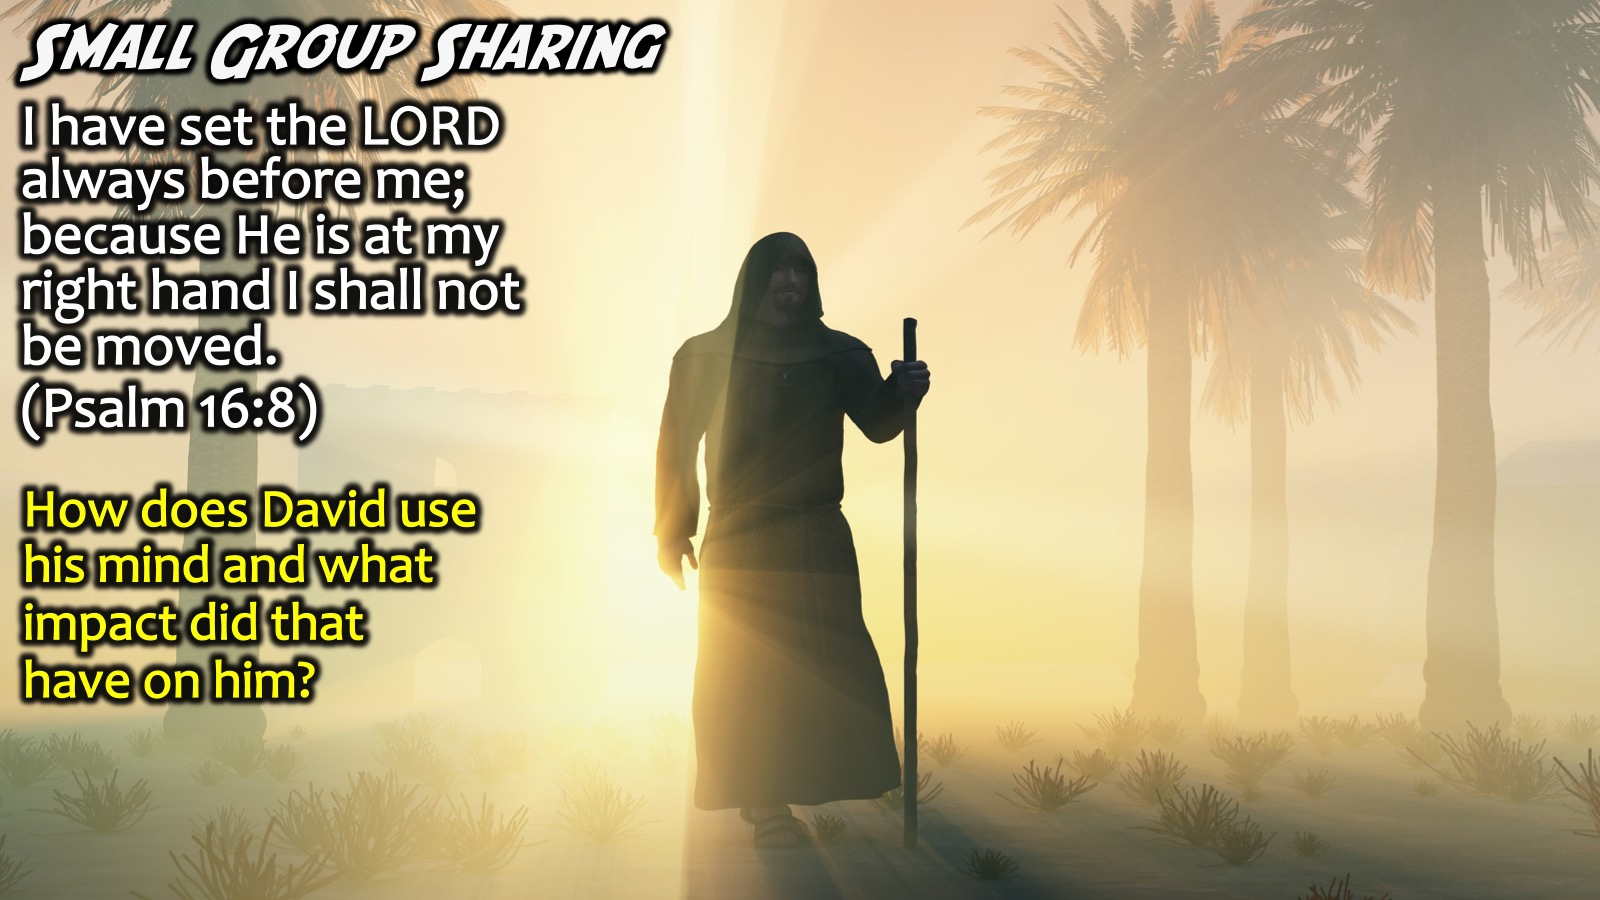 Small Group Sharing
I have set the LORD
always before me;
because He is at my
right hand I shall not
be moved.
(Psalm 16:8)
How does David use
his mind and what
impact did that
have on him?